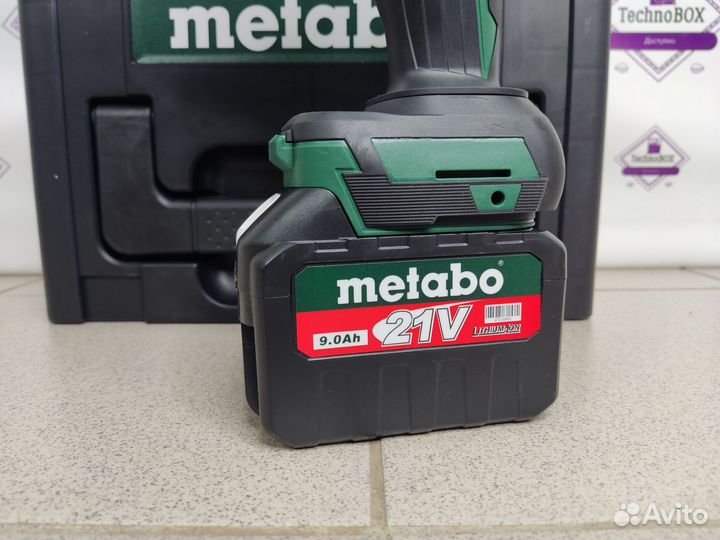 metabo
TechnoBOX
Доступно
TechnoBOX
metabo®
21V
9.0Ah
LITHIUM-ION
Avito